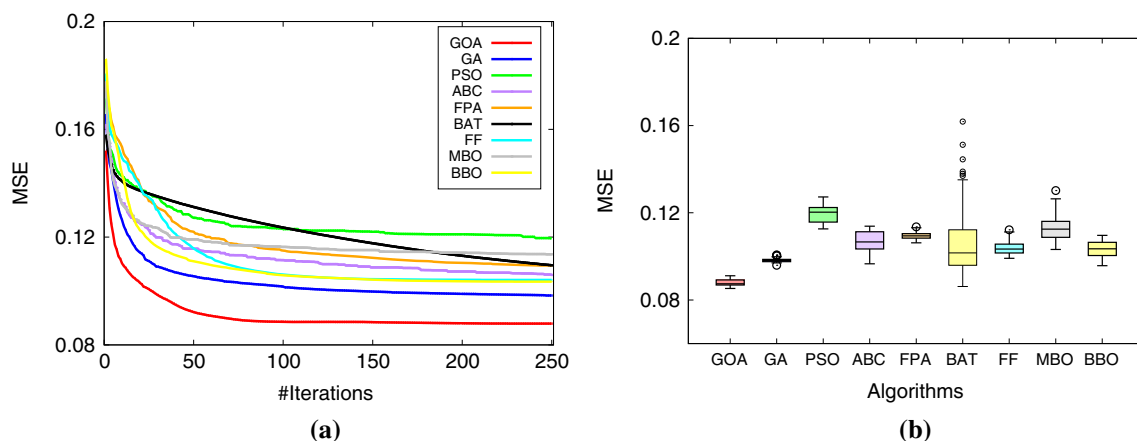 0.2
0.16
0.12
0.08
MSE
0 50 100 150 200 250
#Iterations
GOA
GA
PSO
ABC
FPA
BAT
FF
MBO
BBO
(a)
0.2
0.16
0.12
0.08
MSE
GOA GA PSO ABC FPA BAT FF MBO BBO
Algorithms
(b)